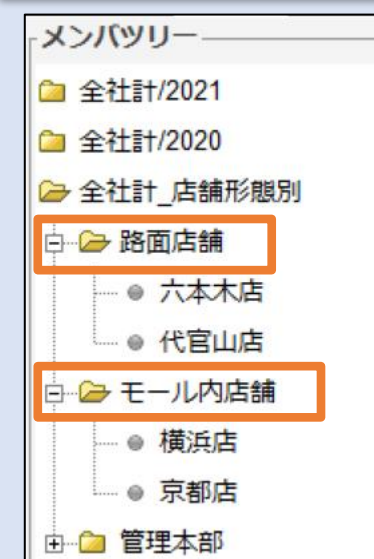 メンバツリー
全社計/2021
全社計/2020
全社計_店舗形態別
路面店舗
六本木店
代官山店
モール内店舗
横浜店
京都店
管理本部